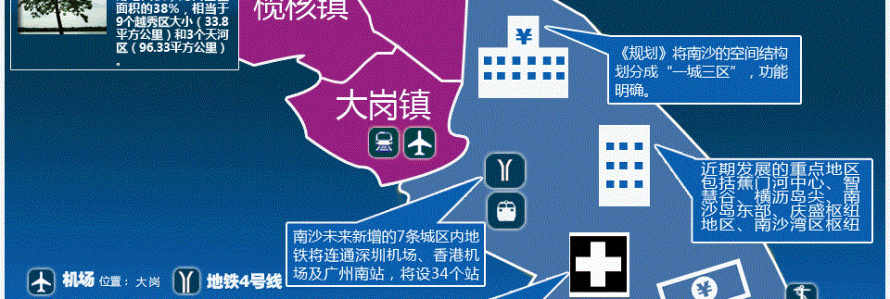 面积的38%，相当于
9个越秀区大小（33.8
平方公里）和3个天河
区（96.33平方公里）
。
榄核镇
大岗镇
¥
《规划》将南沙的空间结构
划分成“一城三区”，功能
明确。
近期发展的重点地区
包括蕉门河中心、智
慧谷、横沥岛尖、南
沙岛东部、庆盛枢纽
地区、南沙湾区枢纽
南沙未来新增的7条城区内地
铁将连通深圳机场、香港机
场及广州南站，将设34个站
¥
机场 位置：大岗
地铁4号线